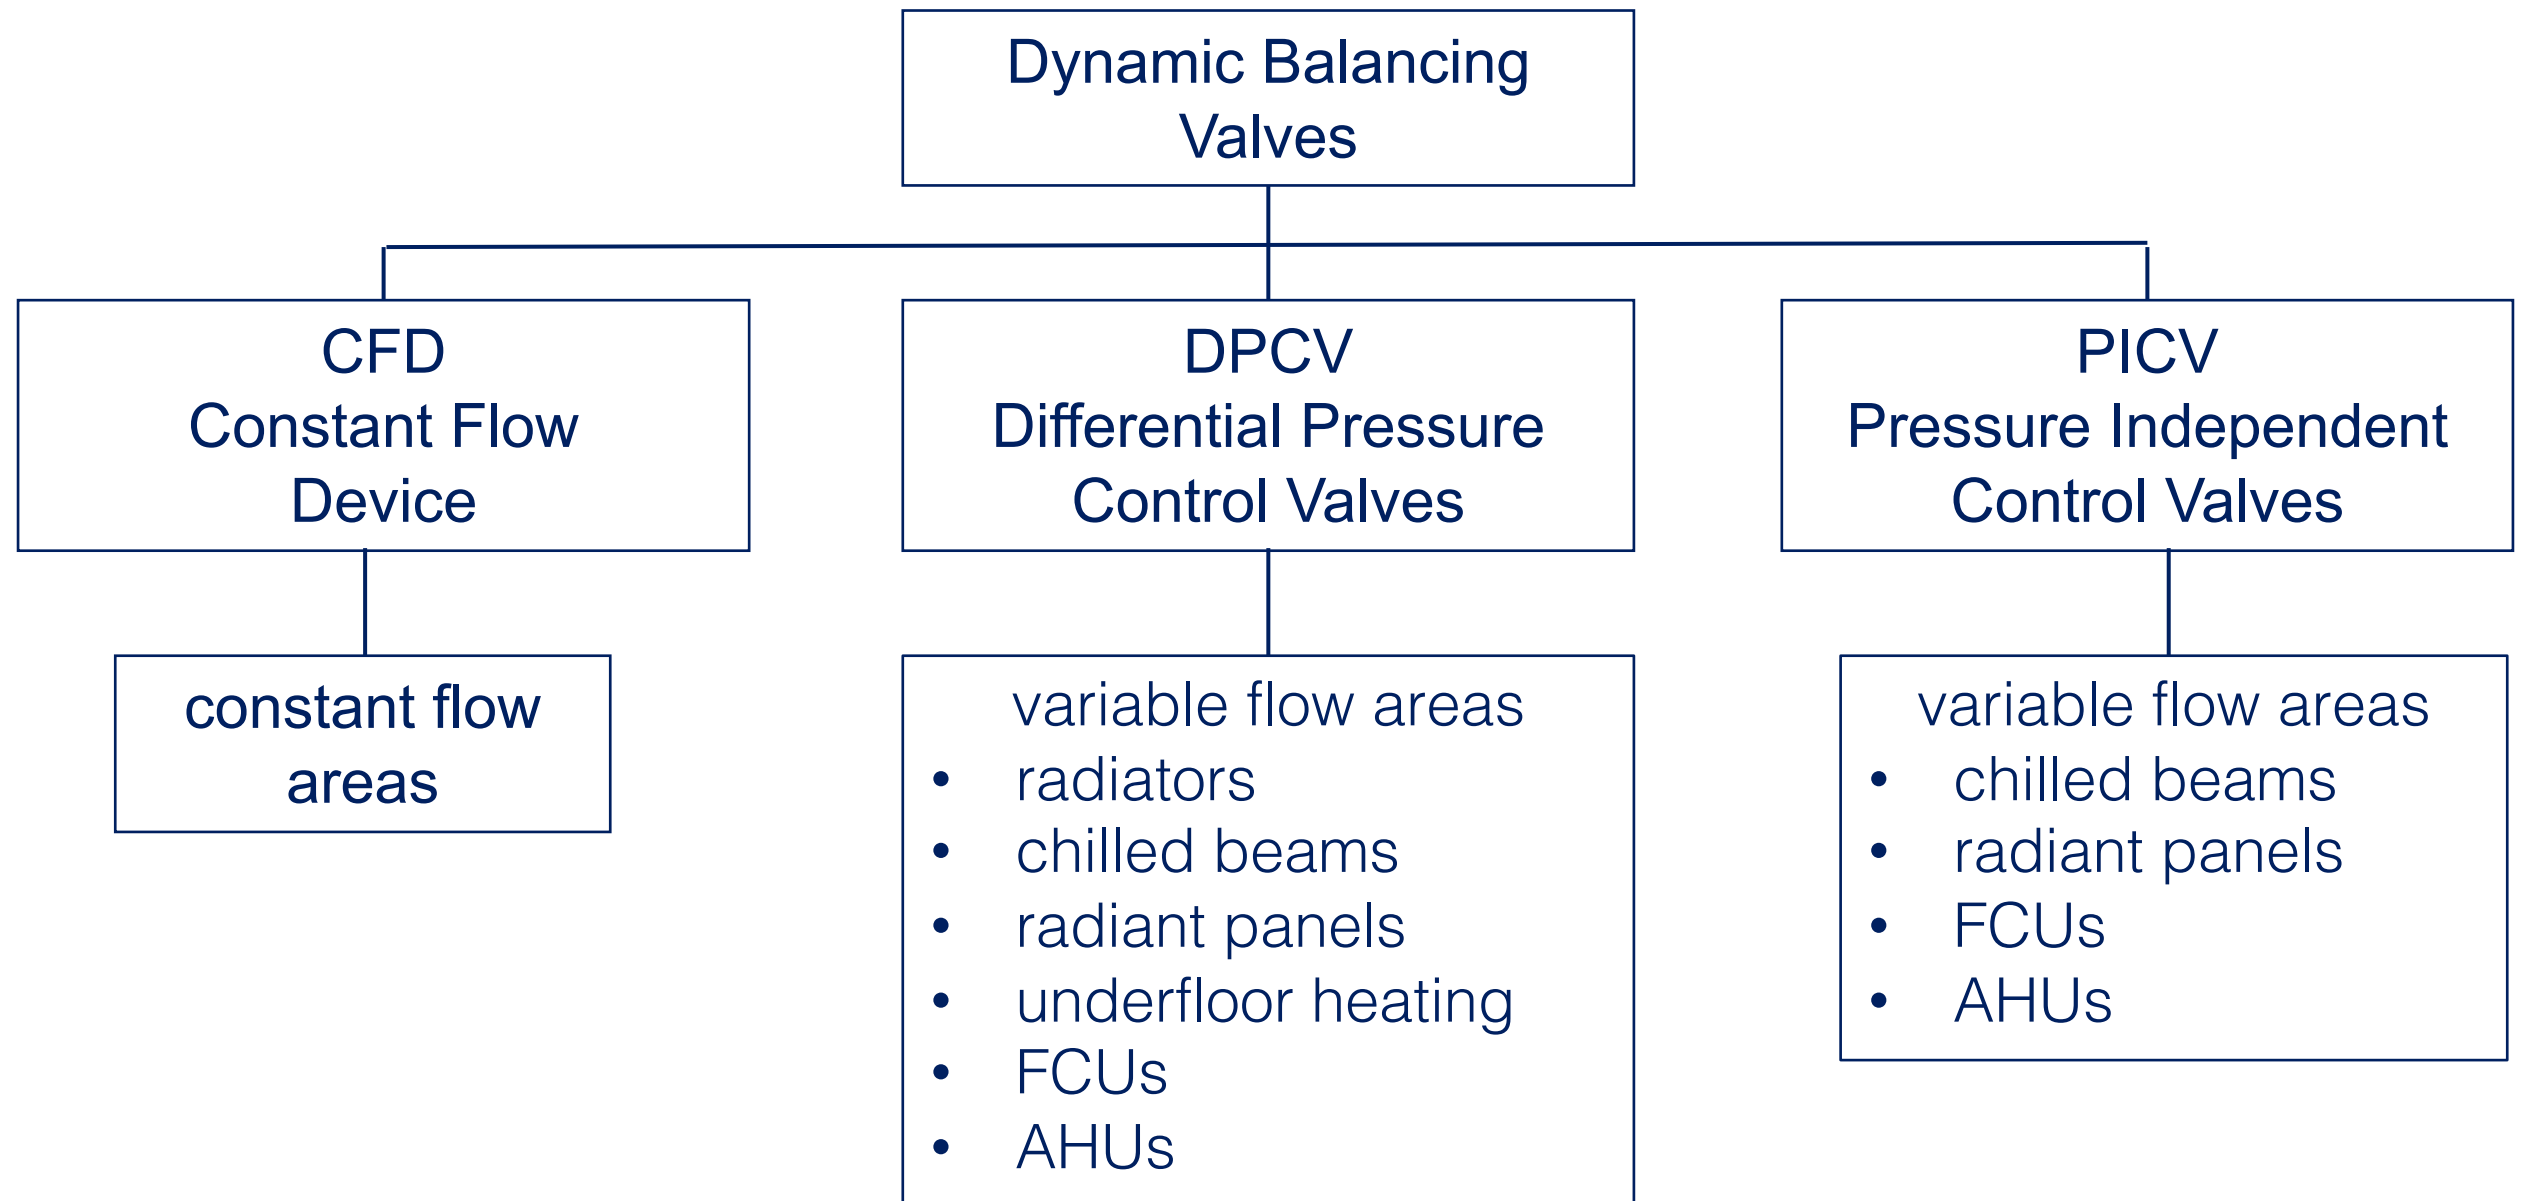 Dynamic Balancing
Valves
CFD
Constant Flow
Device
DPCV
Differential Pressure
Control Valves
PICV
Pressure Independent
Control Valves
constant flow
areas
variable flow areas
• radiators
• chilled beams
• radiant panels
• underfloor heating
• FCUs
• AHUs
variable flow areas
• chilled beams
• radiant panels
• FCUs
• AHUs